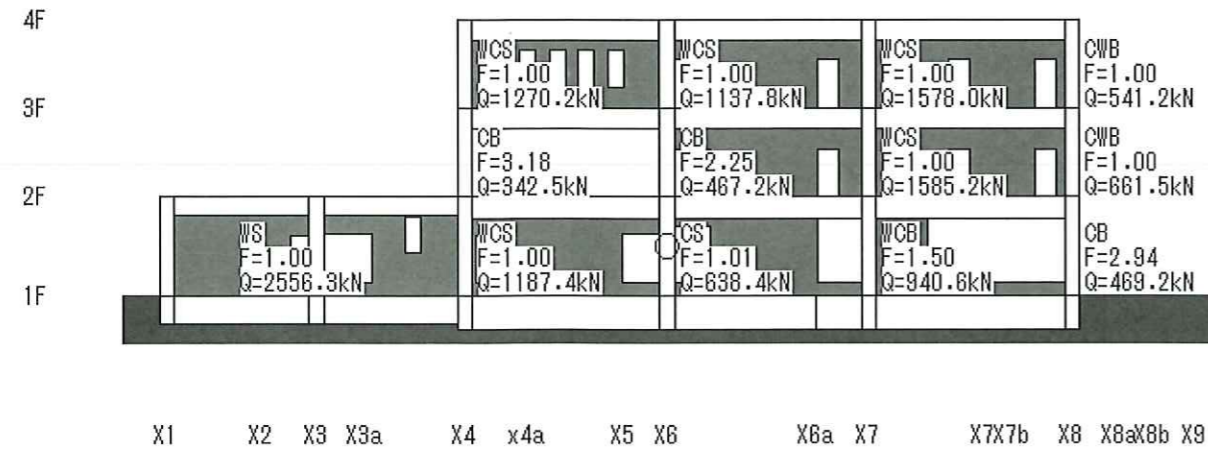 4F
WCS
F=1.00
Q=1270.2kN
WCS
F=1.00
Q=1137.8kN
WCS
F=1.00
Q=1578.0kN
CWB
F=1.00
Q=541.2kN
3F
CB
F=3.18
Q=342.5kN
CB
F=2.25
Q=467.2kN
WCS
F=1.00
Q=1585.2kN
CWB
F=1.00
Q=661.5kN
2F
WS
F=1.00
Q=2556.3kN
WCS
F=1.00
Q=1187.4kN
CS
F=1.01
Q=638.4kN
WCB
F=1.50
Q=940.6kN
CB
F=2.94
Q=469.2kN
1F
X1 X2 X3 X3a X4 x4a X5 X6 X6a X7 X7X7b X8 X8aX8b X9